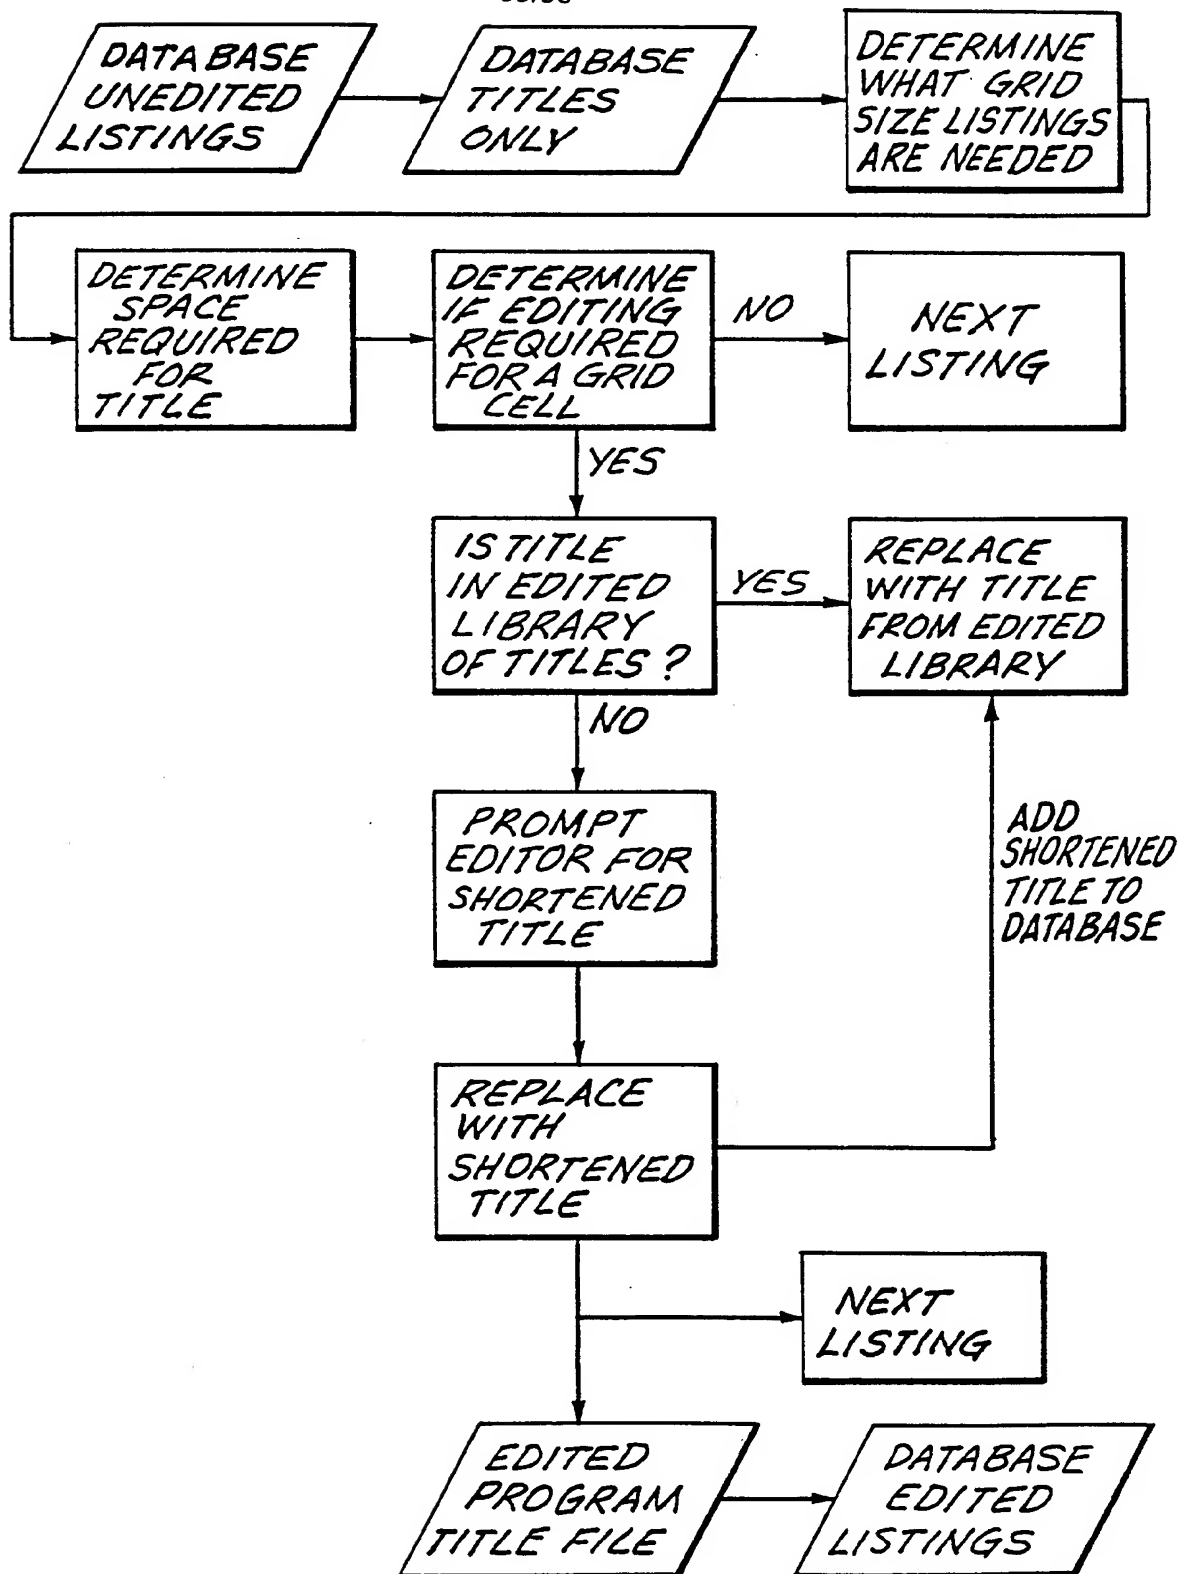 DATABASE
UNEDITED
LISTINGS
DATABASE
TITLES
ONLY
DETERMINE
WHAT GRID
SIZE LISTINGS
ARE NEEDED
DETERMINE
SPACE
REQUIRED
FOR
TITLE
DETERMINE
IF EDITING
REQUIRED
FOR A GRID
CELL
NO
NEXT
LISTING
YES
IS TITLE
IN EDITED
LIBRARY
OF TITLES?
YES
REPLACE
WITH TITLE
FROM EDITED
LIBRARY
NO
PROMPT
EDITOR FOR
SHORTENED
TITLE
ADD
SHORTENED
TITLE TO
DATABASE
REPLACE
WITH
SHORTENED
TITLE
NEXT
LISTING
EDITED
PROGRAM
TITLE FILE
DATABASE
EDITED
LISTINGS